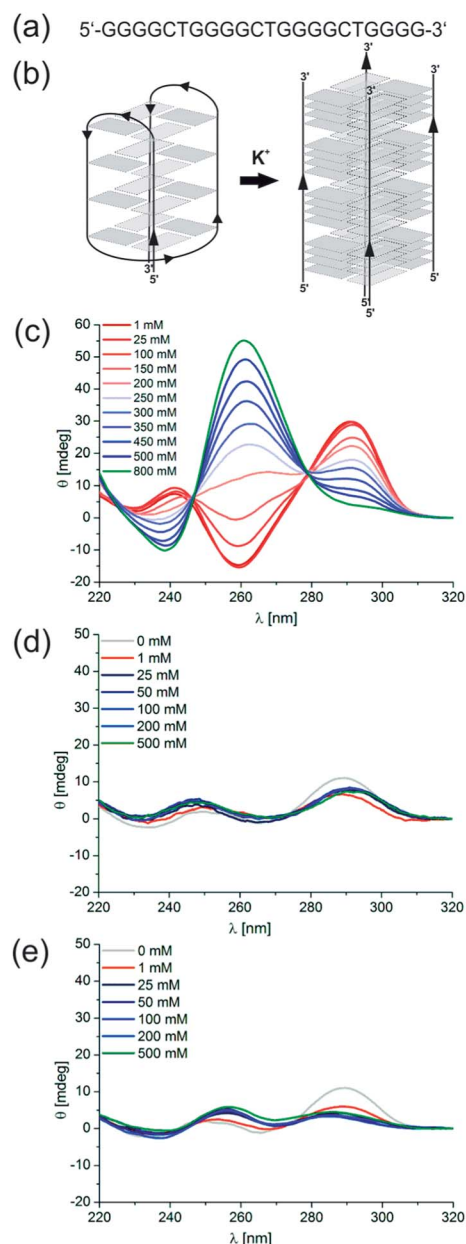 (a) 5'-GGGGCTGGGGCTGGGGCTGGGG-3'
(b)
3'
3'
3'
3'
K⁺
3'
5'
5'
5'
5'
5'
(c)
θ [mdeg]
60
50
40
30
20
10
0
-10
-20
1 mM
25 mM
100 mM
150 mM
200 mM
250 mM
300 mM
350 mM
450 mM
500 mM
800 mM
220 240 260 280 300 320
λ [nm]
(d)
θ [mdeg]
50
40
30
20
10
0
-10
-20
0 mM
1 mM
25 mM
50 mM
100 mM
200 mM
500 mM
220 240 260 280 300 320
λ [nm]
(e)
θ [mdeg]
50
40
30
20
10
0
-10
-20
0 mM
1 mM
25 mM
50 mM
100 mM
200 mM
500 mM
220 240 260 280 300 320
λ [nm]